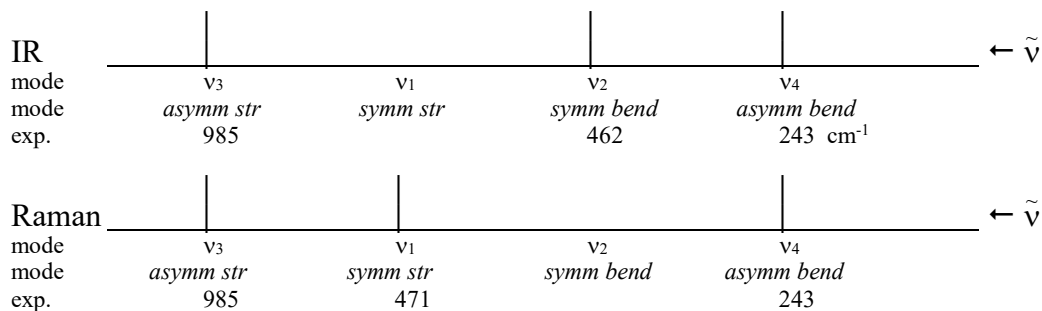 IR ← ṽ
mode ν3 ν1 ν2 ν4
mode asymm str symm str symm bend asymm bend
exp. 985 462 243 cm-1
Raman ← ṽ
mode ν3 ν1 ν2 ν4
mode asymm str symm str symm bend asymm bend
exp. 985 471 243